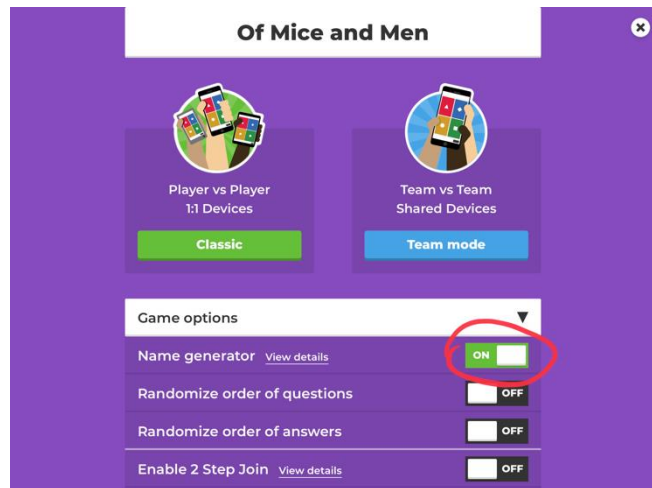 Of Mice and Men
Player vs Player
1:1 Devices
Classic
Team vs Team
Shared Devices
Team mode
Game options
Name generator View details ON
Randomize order of questions OFF
Randomize order of answers OFF
Enable 2 Step Join View details OFF